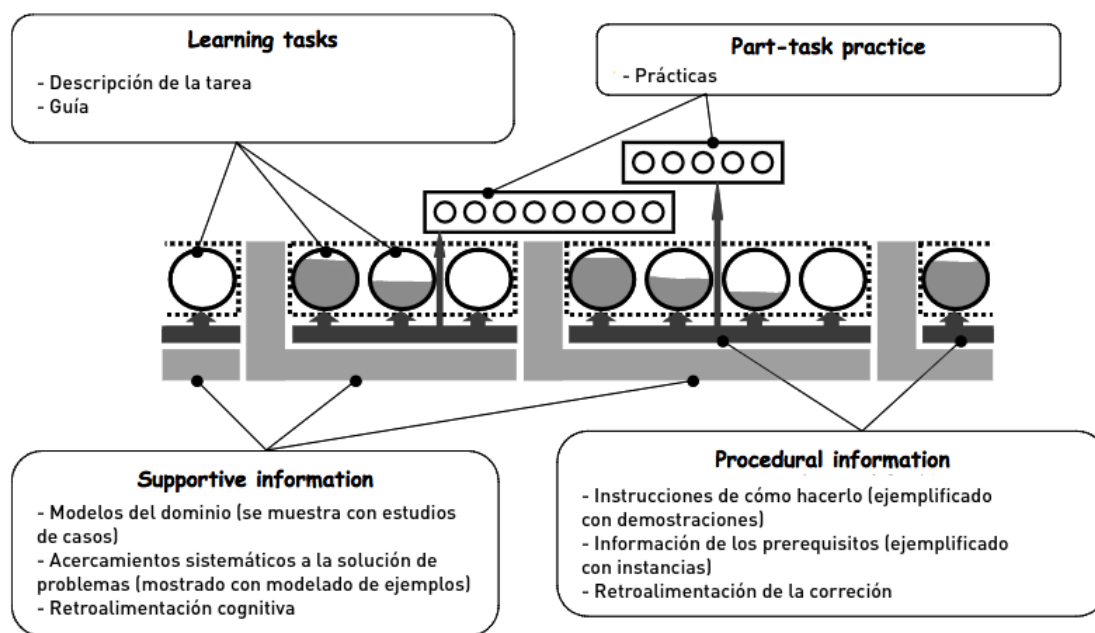 Learning tasks
- Descripción de la tarea
- Guía
Part-task practice
- Prácticas
Supportive information
- Modelos del dominio (se muestra con estudios
de casos)
- Acercamientos sistemáticos a la solución de
problemas (mostrado con modelado de ejemplos)
- Retroalimentación cognitiva
Procedural information
- Instrucciones de cómo hacerlo (ejemplificado
con demostraciones)
- Información de los prerequisitos (ejemplificado
con instancias)
- Retroalimentación de la correción